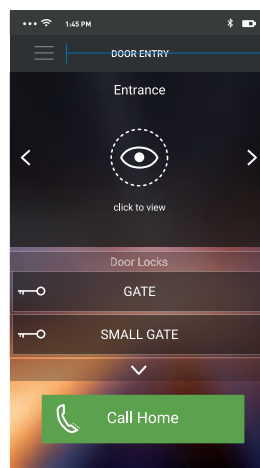 1:45 PM
DOOR ENTRY
Entrance
click to view
Door Locks
GATE
SMALL GATE
Call Home